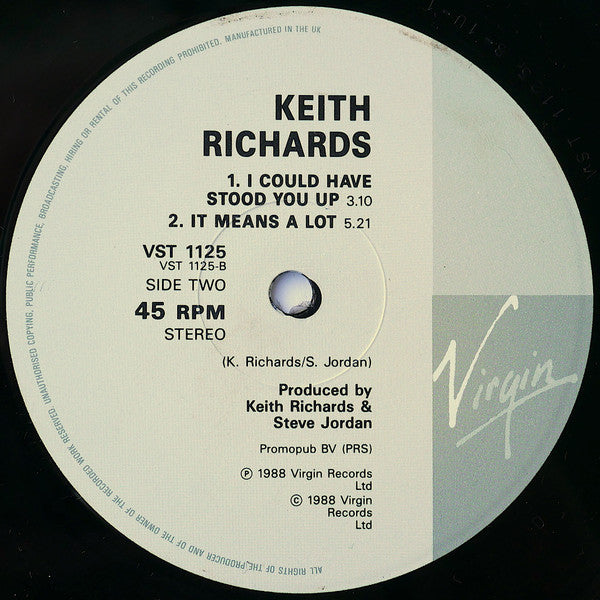 ALL RIGHTS OF THE PRODUCER AND OF THE OWNER OF THE RECORDED WORK RESERVED. UNAUTHORISED COPYING, PUBLIC PERFORMANCE, BROADCASTING, HIRING OR RENTAL OF THIS RECORDING PROHIBITED. MANUFACTURED IN THE UK
KEITH
RICHARDS
1. I COULD HAVE
STOOD YOU UP 3.10
2. IT MEANS A LOT 5.21
VST 1125
VST 1125-B
SIDE TWO
45 RPM
STEREO
Virgin
(K. Richards/S. Jordan)
Produced by
Keith Richards &
Steve Jordan
Promopub BV (PRS)
℗ 1988 Virgin Records
Ltd
© 1988 Virgin
Records
Ltd